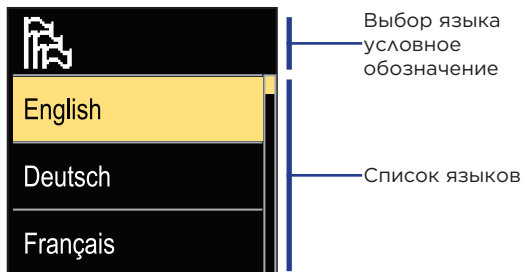 Выбор языка
условное
обозначение
English
Deutsch
Français
Список языков